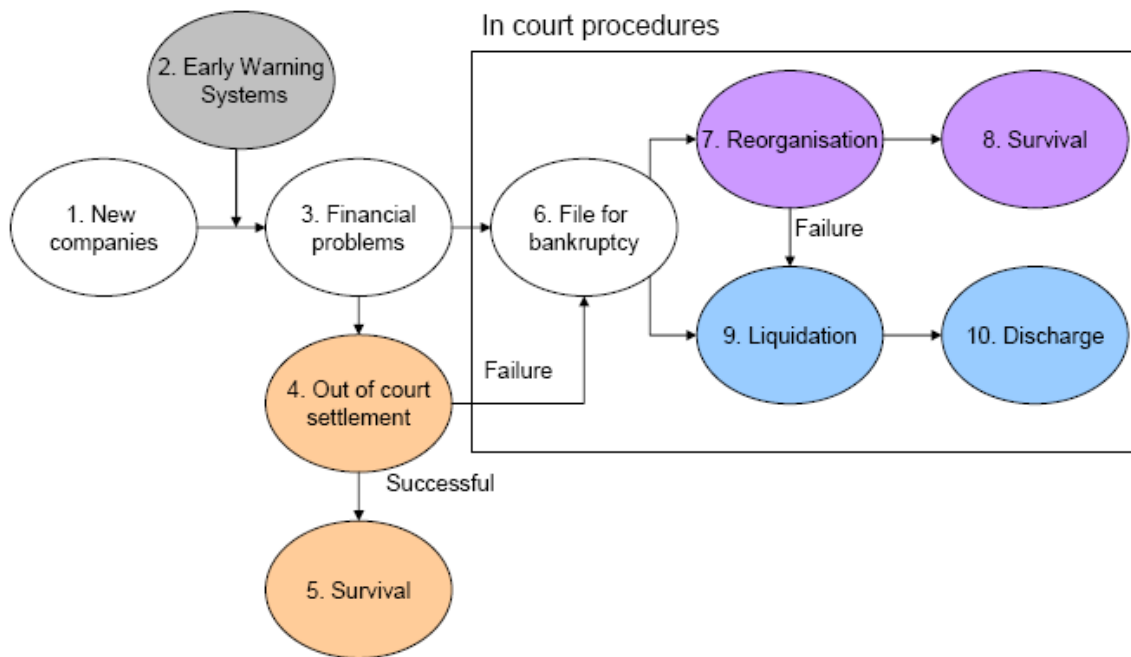 In court procedures
2. Early Warning
Systems
1. New
companies
3. Financial
problems
6. File for
bankruptcy
7. Reorganisation
8. Survival
Failure
9. Liquidation
10. Discharge
4. Out of court
settlement
Failure
Successful
5. Survival